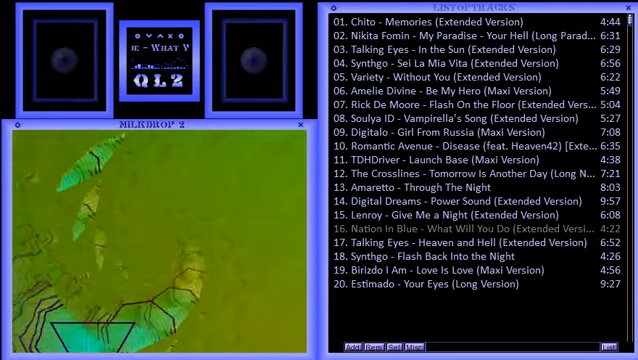 LISTOFTRACKS
E - WHAT Y
QL2
MILKDROP 2
01. Chito - Memories (Extended Version) 4:44
02. Nikita Fomin - My Paradise - Your Hell (Long Parad... 6:31
03. Talking Eyes - In the Sun (Extended Version) 6:29
04. Synthgo - Sei La Mia Vita (Extended Version) 6:56
05. Variety - Without You (Extended Version) 6:22
06. Amelie Divine - Be My Hero (Maxi Version) 5:49
07. Rick De Moore - Flash On the Floor (Extended Vers... 5:04
08. Soulya ID - Vampirella's Song (Extended Version) 5:27
09. Digitalo - Girl From Russia (Maxi Version) 7:08
10. Romantic Avenue - Disease (feat. Heaven42) [Exte... 6:35
11. TDHDriver - Launch Base (Maxi Version) 4:38
12. The Crosslines - Tomorrow Is Another Day (Long N... 7:21
13. Amaretto - Through The Night 8:03
14. Digital Dreams - Power Sound (Extended Version) 9:57
15. Lenroy - Give Me a Night (Extended Version) 6:08
16. Nation In Blue - What Will You Do (Extended Versi... 4:22
17. Talking Eyes - Heaven and Hell (Extended Version) 6:52
18. Synthgo - Flash Back Into the Night 4:26
19. Birizdo I Am - Love Is Love (Maxi Version) 4:56
20. Estimado - Your Eyes (Long Version) 9:27
Add Rem Sel Misc List